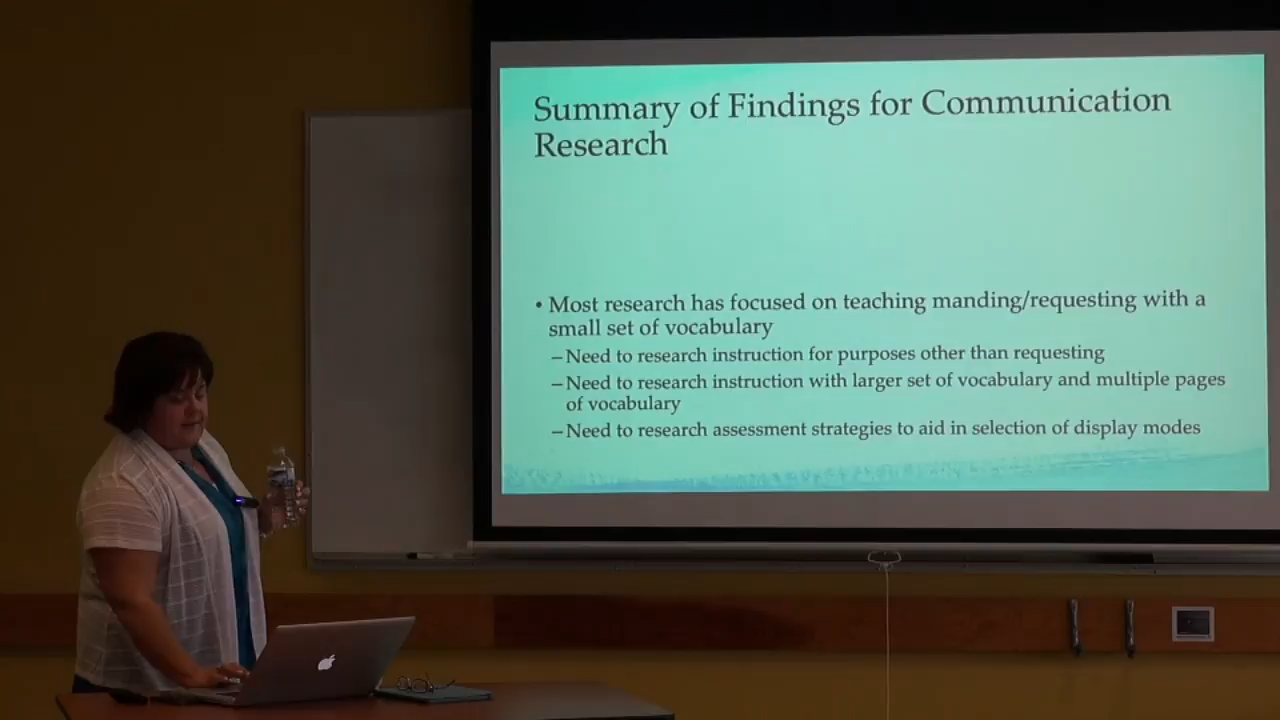 Summary of Findings for Communication
Research
• Most research has focused on teaching manding/requesting with a
small set of vocabulary
–Need to research instruction for purposes other than requesting
–Need to research instruction with larger set of vocabulary and multiple pages
of vocabulary
–Need to research assessment strategies to aid in selection of display modes